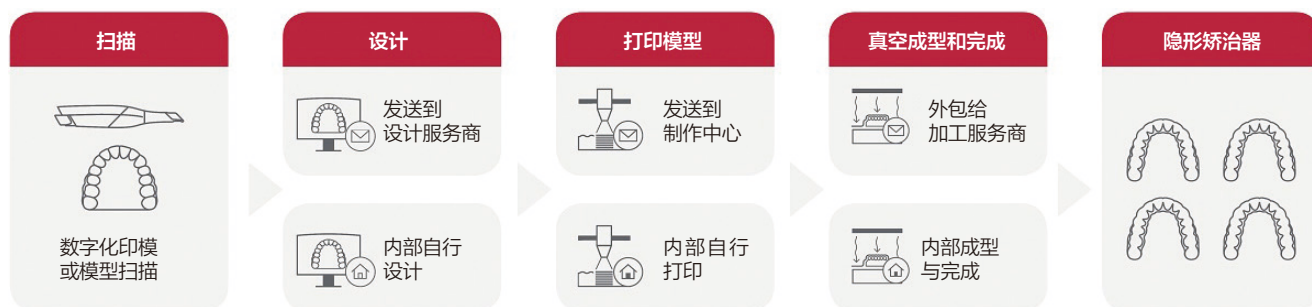 扫描
数字化印模
或模型扫描
设计
发送到
设计服务商
内部自行
设计
打印模型
发送到
制作中心
内部自行
打印
真空成型和完成
外包给
加工服务商
内部成型
与完成
隐形矫治器